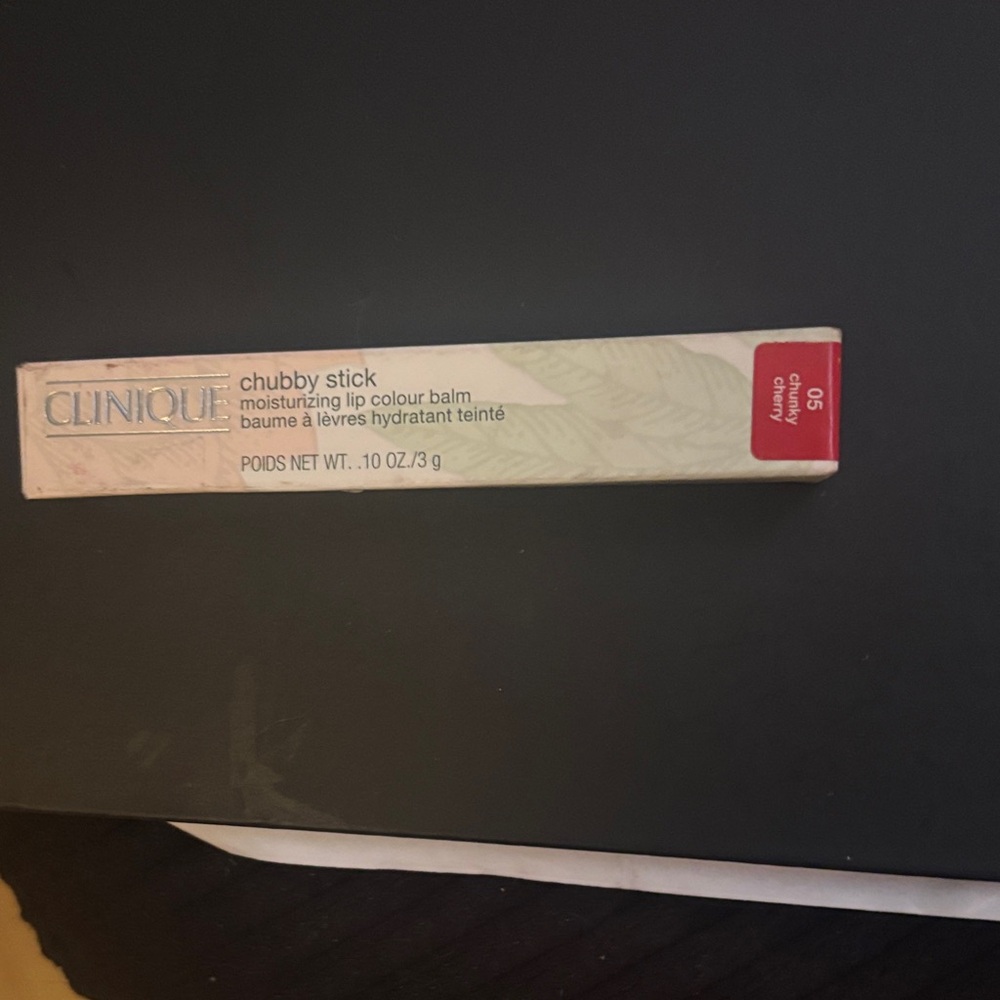 CLINIQUE
chubby stick
moisturizing lip colour balm
baume à lèvres hydratant teinté
POIDS NET WT. .10 OZ./3 g
05
chunky
cherry